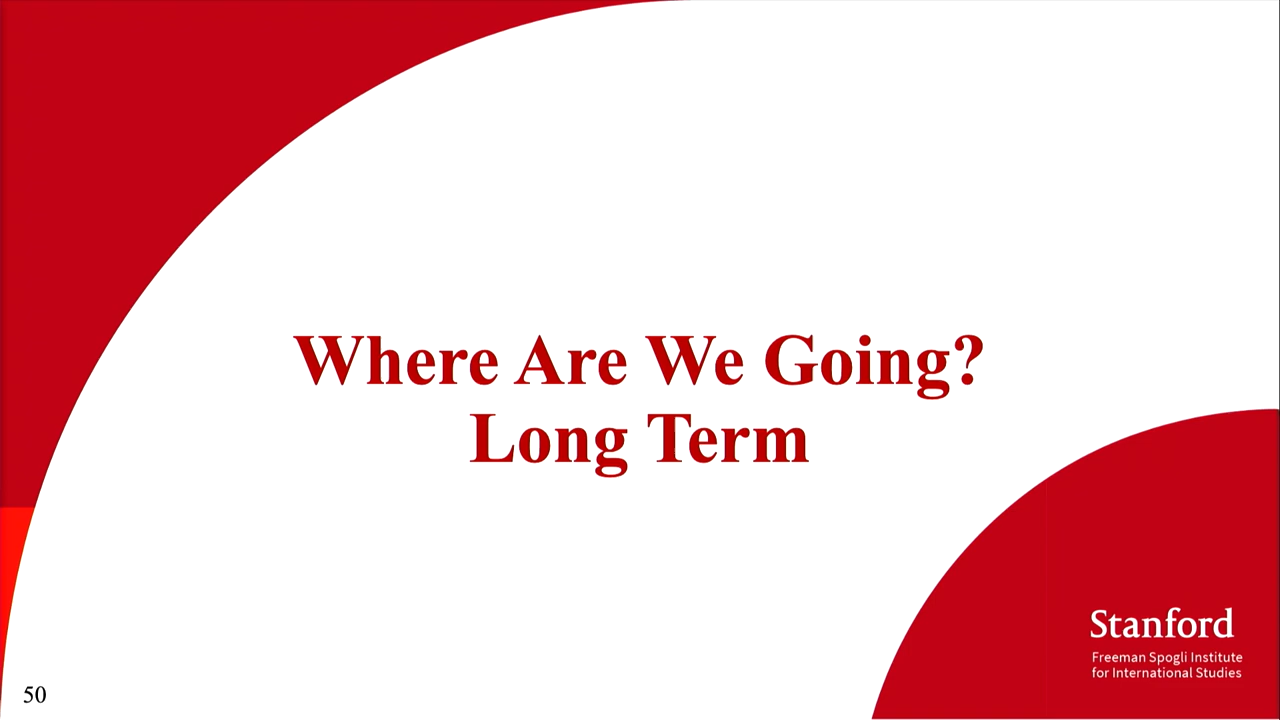 Where Are We Going?
Long Term
Stanford
Freeman Spogli Institute
for International Studies
50